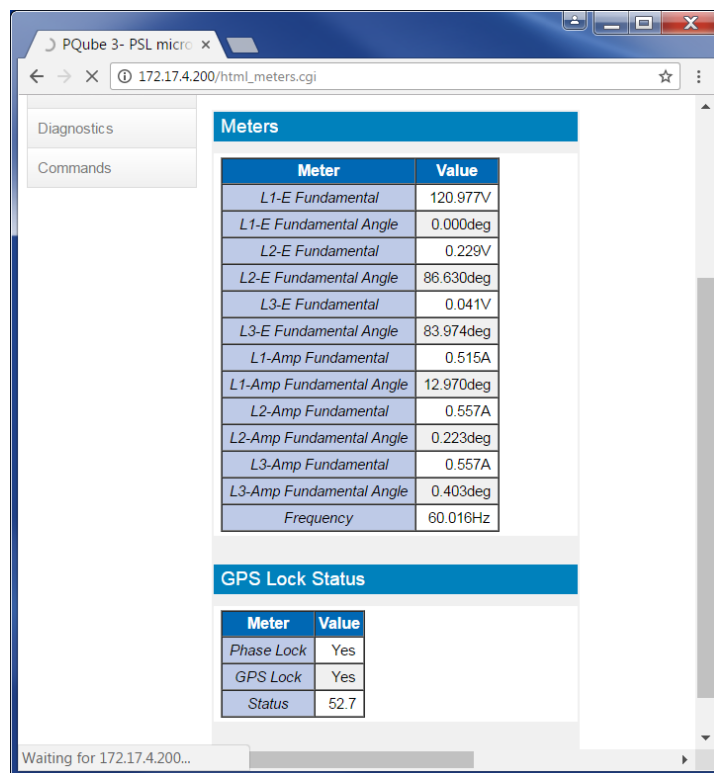 PQube 3- PSL micro
172.17.4.200/html_meters.cgi
Diagnostics
Commands
Meters
Meter Value
L1-E Fundamental 120.977V
L1-E Fundamental Angle 0.000deg
L2-E Fundamental 0.229V
L2-E Fundamental Angle 86.630deg
L3-E Fundamental 0.041V
L3-E Fundamental Angle 83.974deg
L1-Amp Fundamental 0.515A
L1-Amp Fundamental Angle 12.970deg
L2-Amp Fundamental 0.557A
L2-Amp Fundamental Angle 0.223deg
L3-Amp Fundamental 0.557A
L3-Amp Fundamental Angle 0.403deg
Frequency 60.016Hz
GPS Lock Status
Meter Value
Phase Lock Yes
GPS Lock Yes
Status 52.7
Waiting for 172.17.4.200...